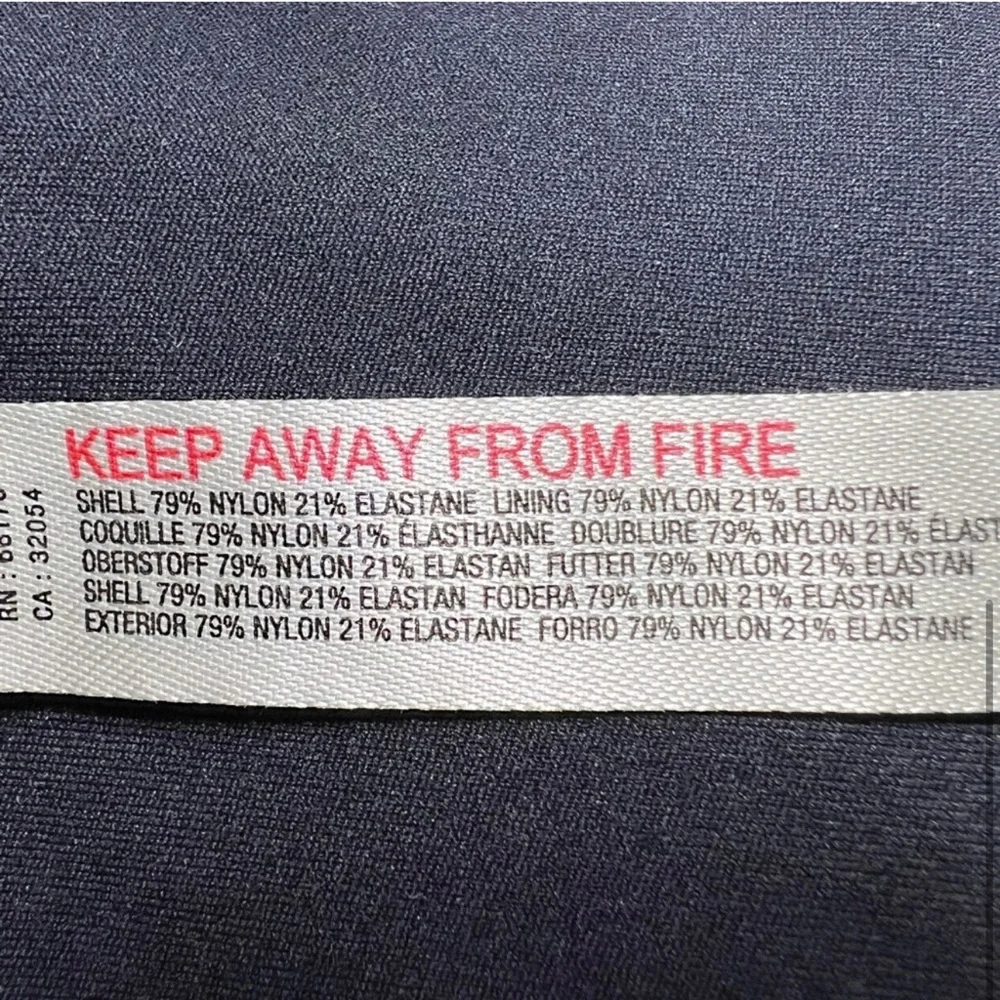 KEEP AWAY FROM FIRE
SHELL 79% NYLON 21% ELASTANE LINING 79% NYLON 21% ELASTANE
COQUILLE 79% NYLON 21% ÉLASTHANNE DOUBLURE 79% NYLON 21% ÉLAST
OBERSTOFF 79% NYLON 21% ELASTAN FUTTER 79% NYLON 21% ELASTAN
SHELL 79% NYLON 21% ELASTAN FODERA 79% NYLON 21% ELASTAN
EXTERIOR 79% NYLON 21% ELASTANE FORRO 79% NYLON 21% ELASTANE
RN :
CA : 32054